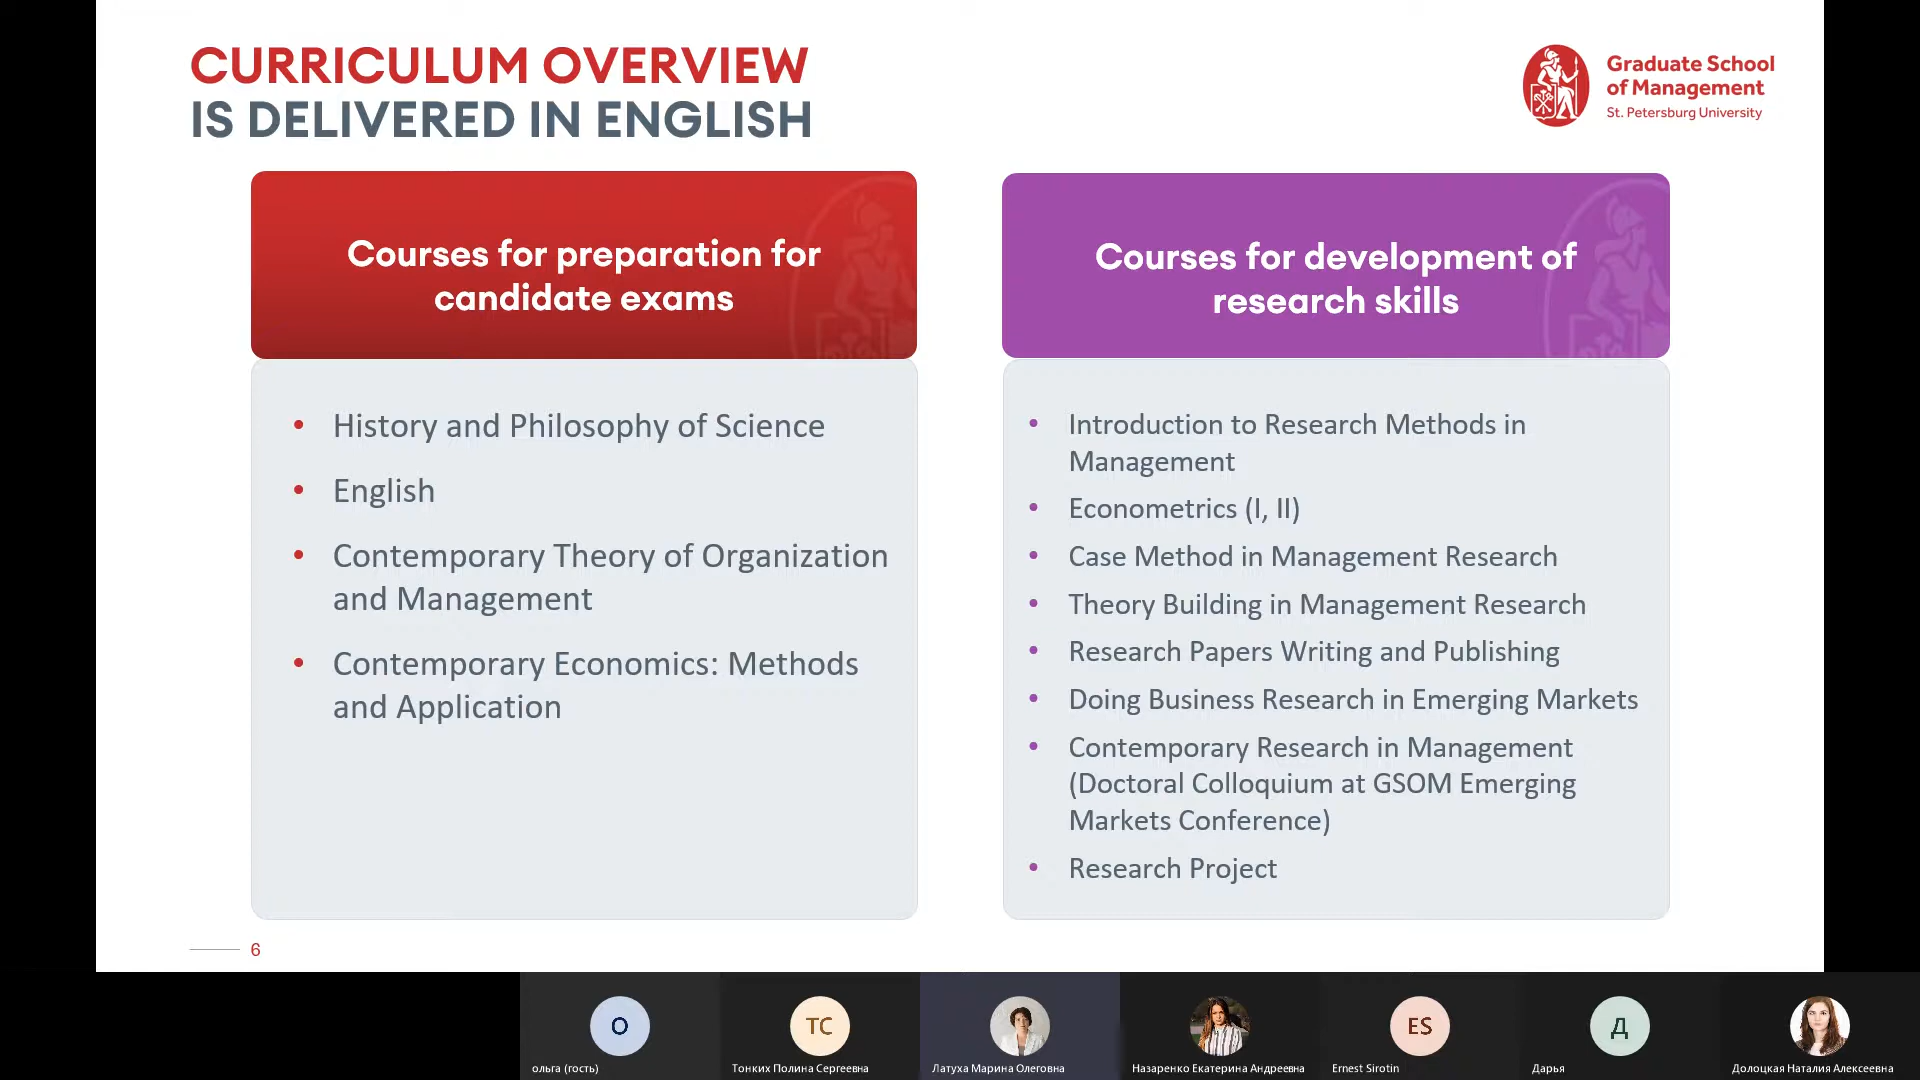 CURRICULUM OVERVIEW
IS DELIVERED IN ENGLISH
Graduate School
of Management
St. Petersburg University
Courses for preparation for
candidate exams
• History and Philosophy of Science
• English
• Contemporary Theory of Organization
and Management
• Contemporary Economics: Methods
and Application
Courses for development of
research skills
• Introduction to Research Methods in
Management
• Econometrics (I, II)
• Case Method in Management Research
• Theory Building in Management Research
• Research Papers Writing and Publishing
• Doing Business Research in Emerging Markets
• Contemporary Research in Management
(Doctoral Colloquium at GSOM Emerging
Markets Conference)
• Research Project
6
О
ольга (гость)
ТС
Тонких Полина Сергеевна
Латуха Марина Олеговна
Назаренко Екатерина Андреевна
ES
Ernest Sirotin
Д
Дарья
Долоцкая Наталия Алексеевна